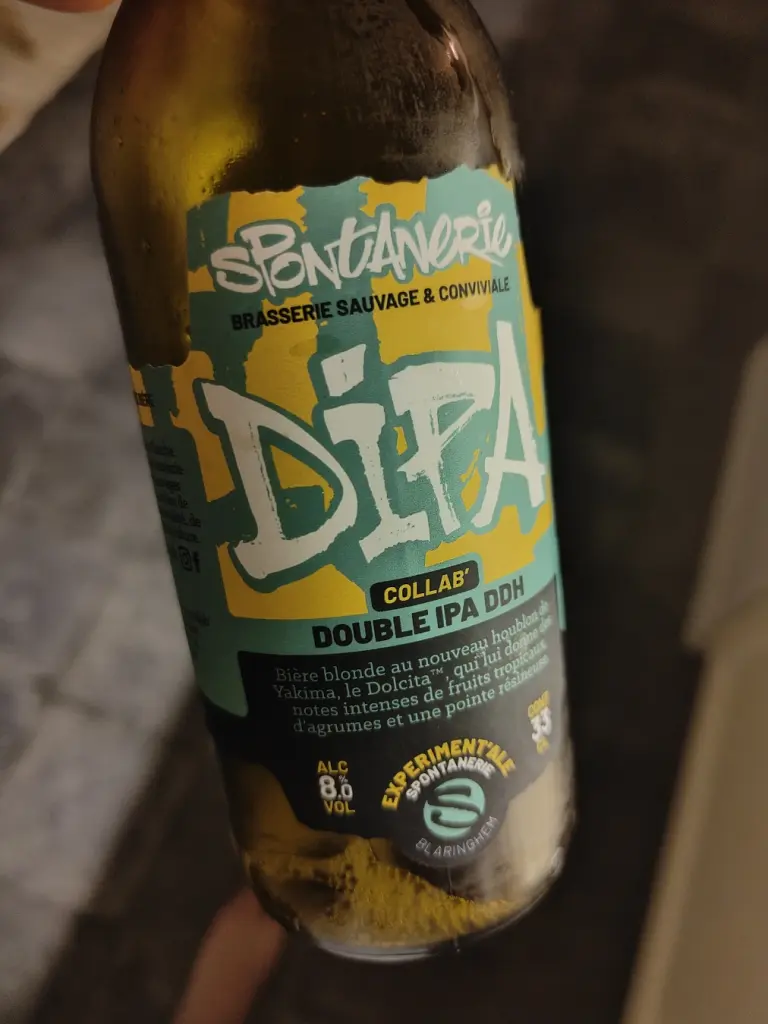 SPONTANERIE
BRASSERIE SAUVAGE & CONVIVIALE
DiPA
COLLAB'
DOUBLE IPA DDH
Bière blonde au nouveau houblon de
Yakima, le Dolcita™, qui lui donne des
notes intenses de fruits tropicaux,
d'agrumes et une pointe résineuse
ALC
8,0%
VOL
EXPERIMENT'ALE
SPONTANERIE
BLARINGHEM
CONT
33
CL